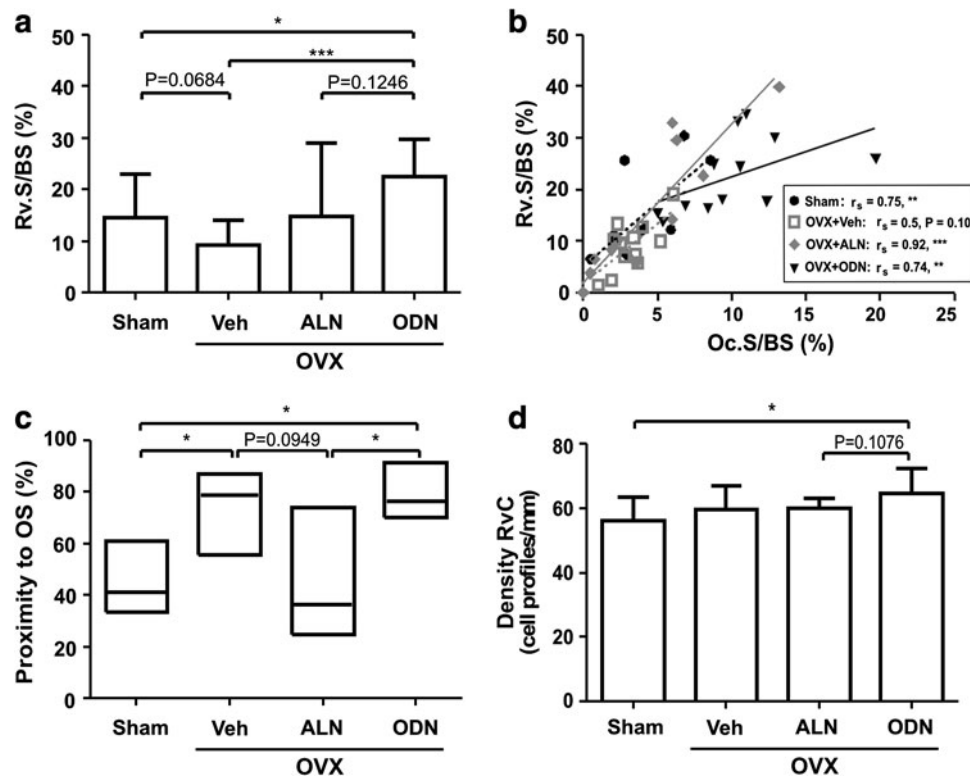 a
*
***
P=0.0684
P=0.1246
Rv.S/BS (%)
50
40
30
20
10
0
Sham
Veh
ALN
ODN
OVX
b
Rv.S/BS (%)
50
40
30
20
10
0
Sham: rs = 0.75, **
OVX+Veh: rs = 0.5, P = 0.10
OVX+ALN: rs = 0.92, ***
OVX+ODN: rs = 0.74, **
0
5
10
15
20
25
Oc.S/BS (%)
c
*
*
P=0.0949
*
Proximity to OS (%)
100
80
60
40
20
0
Sham
Veh
ALN
ODN
OVX
d
*
P=0.1076
Density RvC
(cell profiles/mm)
80
60
40
20
0
Sham
Veh
ALN
ODN
OVX